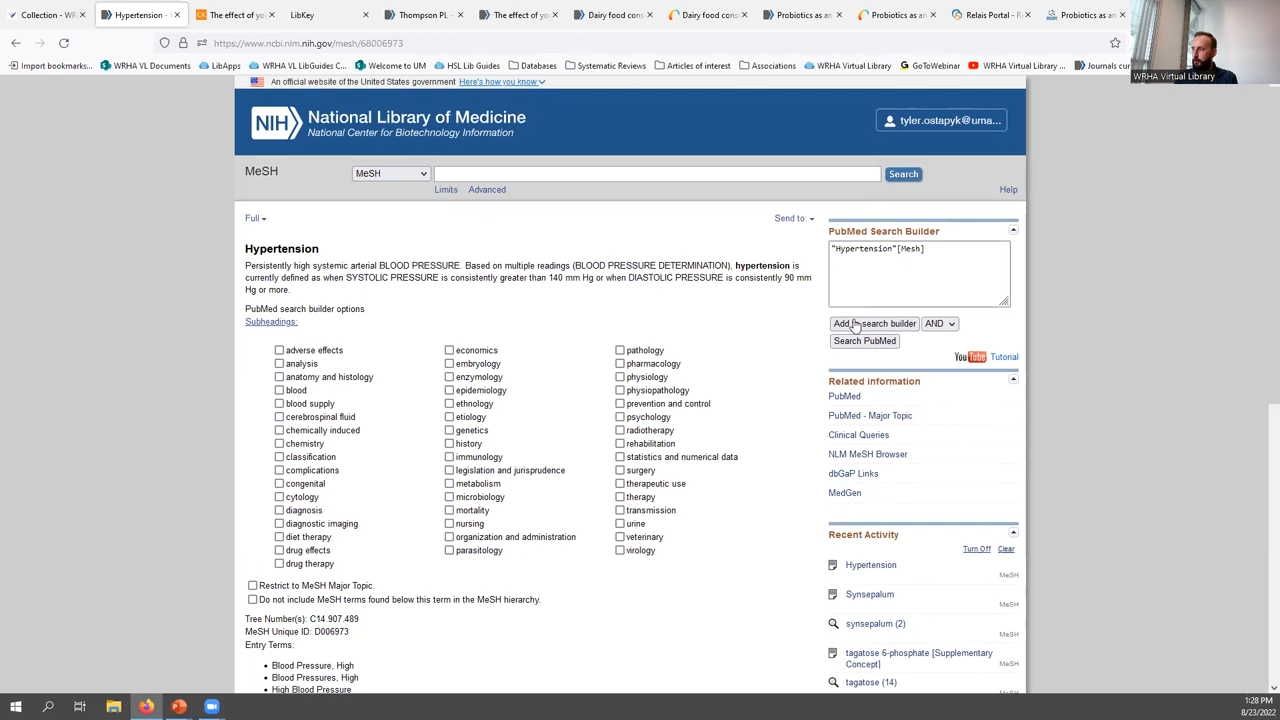 Collection - WR
Hypertension - M
The effect of yo
LibKey
Thompson PL -
The effect of yo
Dairy food cons
Dairy food cons
Probiotics as an
Probiotics as an
Relais Portal - R
Probiotics as an
https://www.ncbi.nlm.nih.gov/mesh/68006973
Import bookmarks...
WRHA VL Documents
LibApps
WRHA VL LibGuides C...
Welcome to UM
HSL Lib Guides
Databases
Systematic Reviews
Articles of interest
Associations
WRHA Virtual Library
GoToWebinar
WRHA Virtual Library ...
Journals cur
WRHA Virtual Library
An official website of the United States government Here's how you know
NIH National Library of Medicine
National Center for Biotechnology Information
tyler.ostapyk@uma...
MeSH
MeSH
Search
Limits
Advanced
Help
Full
Send to:
Hypertension
Persistently high systemic arterial BLOOD PRESSURE. Based on multiple readings (BLOOD PRESSURE DETERMINATION), hypertension is
currently defined as when SYSTOLIC PRESSURE is consistently greater than 140 mm Hg or when DIASTOLIC PRESSURE is consistently 90 mm
Hg or more.
PubMed search builder options
Subheadings:
adverse effects
analysis
anatomy and histology
blood
blood supply
cerebrospinal fluid
chemically induced
chemistry
classification
complications
congenital
cytology
diagnosis
diagnostic imaging
diet therapy
drug effects
drug therapy
economics
embryology
enzymology
epidemiology
ethnology
etiology
genetics
history
immunology
legislation and jurisprudence
metabolism
microbiology
mortality
nursing
organization and administration
parasitology
pathology
pharmacology
physiology
physiopathology
prevention and control
psychology
radiotherapy
rehabilitation
statistics and numerical data
surgery
therapeutic use
therapy
transmission
urine
veterinary
virology
Restrict to MeSH Major Topic.
Do not include MeSH terms found below this term in the MeSH hierarchy.
Tree Number(s): C14.907.489
MeSH Unique ID: D006973
Entry Terms:
Blood Pressure, High
Blood Pressures, High
High Blood Pressure
PubMed Search Builder
"Hypertension"[Mesh]
Add search builder
AND
Search PubMed
You Tube Tutorial
Related information
PubMed
PubMed - Major Topic
Clinical Queries
NLM MeSH Browser
dbGaP Links
MedGen
Recent Activity
Turn Off Clear
Hypertension
MeSH
Synsepalum
MeSH
synsepalum (2)
MeSH
tagatose 6-phosphate [Supplementary
Concept]
MeSH
tagatose (14)
MeSH
1:28 PM
8/23/2022